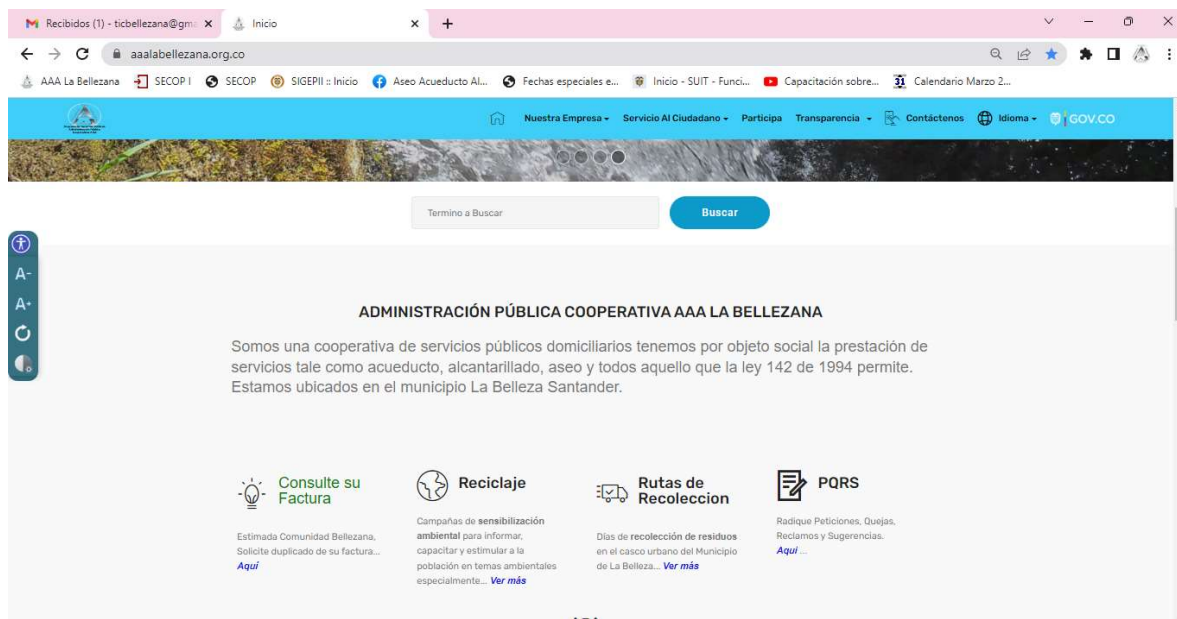 Recibidos (1) - ticbellezana@gma
Inicio
aaalabellezana.org.co
AAA La Bellezana SECOP I SECOP SIGEPII :: Inicio Aseo Acueducto Al... Fechas especiales e... Inicio - SUIT - Funci... Capacitación sobre... 31 Calendario Marzo 2...
Nuestra Empresa Servicio Al Ciudadano Participa Transparencia Contáctenos Idioma GOV.CO
Termino a Buscar Buscar
A-
A+
ADMINISTRACIÓN PÚBLICA COOPERATIVA AAA LA BELLEZANA
Somos una cooperativa de servicios públicos domiciliarios tenemos por objeto social la prestación de
servicios tale como acueducto, alcantarillado, aseo y todos aquello que la ley 142 de 1994 permite.
Estamos ubicados en el municipio La Belleza Santander.
Consulte su
Factura
Estimada Comunidad Bellezana,
Solicite duplicado de su factura...
Aquí
Reciclaje
Campañas de sensibilización
ambiental para informar,
capacitar y estimular a la
población en temas ambientales
especialmente... Ver más
Rutas de
Recoleccion
Días de recolección de residuos
en el casco urbano del Municipio
de La Belleza... Ver más
PQRS
Radique Peticiones, Quejas,
Reclamos y Sugerencias.
Aquí ...